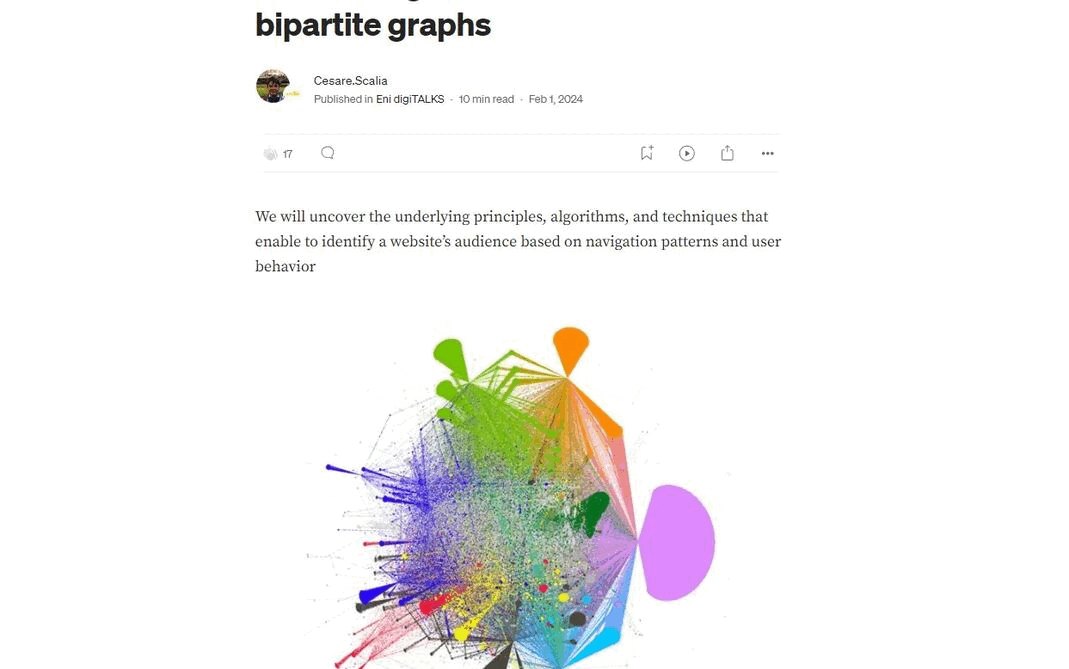 bipartite graphs
Cesare.Scalia
Published in Eni digiTALKS · 10 min read · Feb 1, 2024
17
We will uncover the underlying principles, algorithms, and techniques that
enable to identify a website’s audience based on navigation patterns and user
behavior